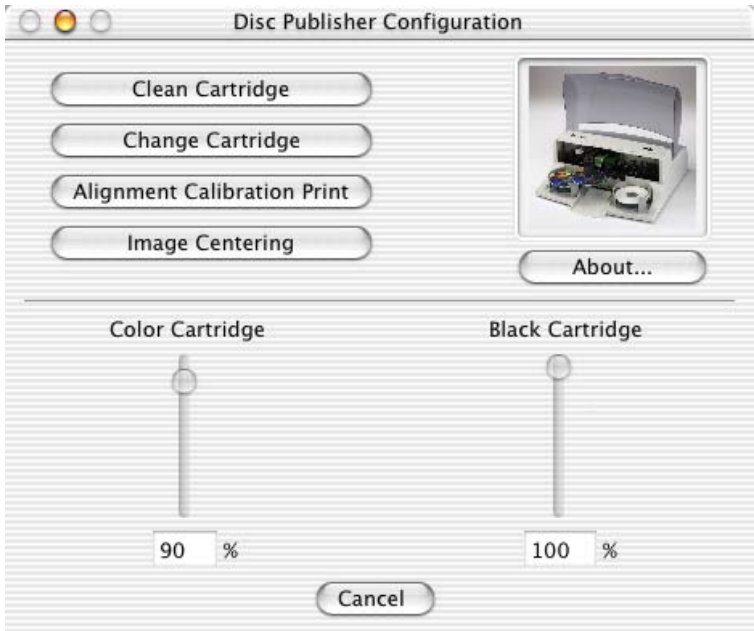 Disc Publisher Configuration
Clean Cartridge
Change Cartridge
Alignment Calibration Print
Image Centering
About...
Color Cartridge
Black Cartridge
90 %
100 %
Cancel